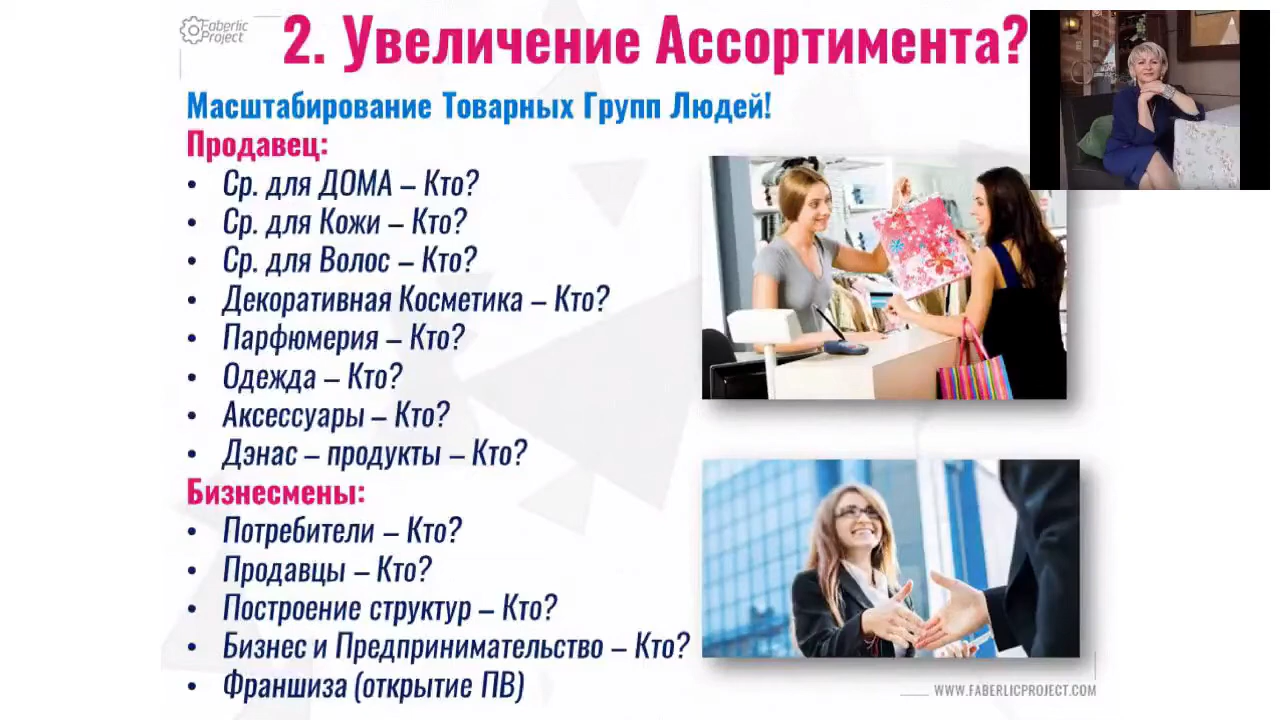 Faberlic
Project
2. Увеличение Ассортимента?
Масштабирование Товарных Групп Людей!
Продавец:
• Ср. для ДОМА – Кто?
• Ср. для Кожи – Кто?
• Ср. для Волос – Кто?
• Декоративная Косметика – Кто?
• Парфюмерия – Кто?
• Одежда – Кто?
• Аксессуары – Кто?
• Дэнас – продукты – Кто?
Бизнесмены:
• Потребители – Кто?
• Продавцы – Кто?
• Построение структур – Кто?
• Бизнес и Предпринимательство – Кто?
• Франшиза (открытие ПВ)
WWW.FABERLICPROJECT.COM